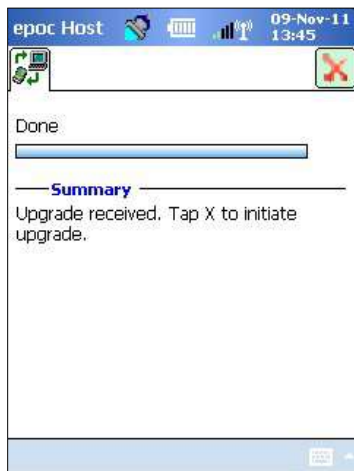 epoc Host
09-Nov-11
13:45
Done
Summary
Upgrade received. Tap X to initiate
upgrade.